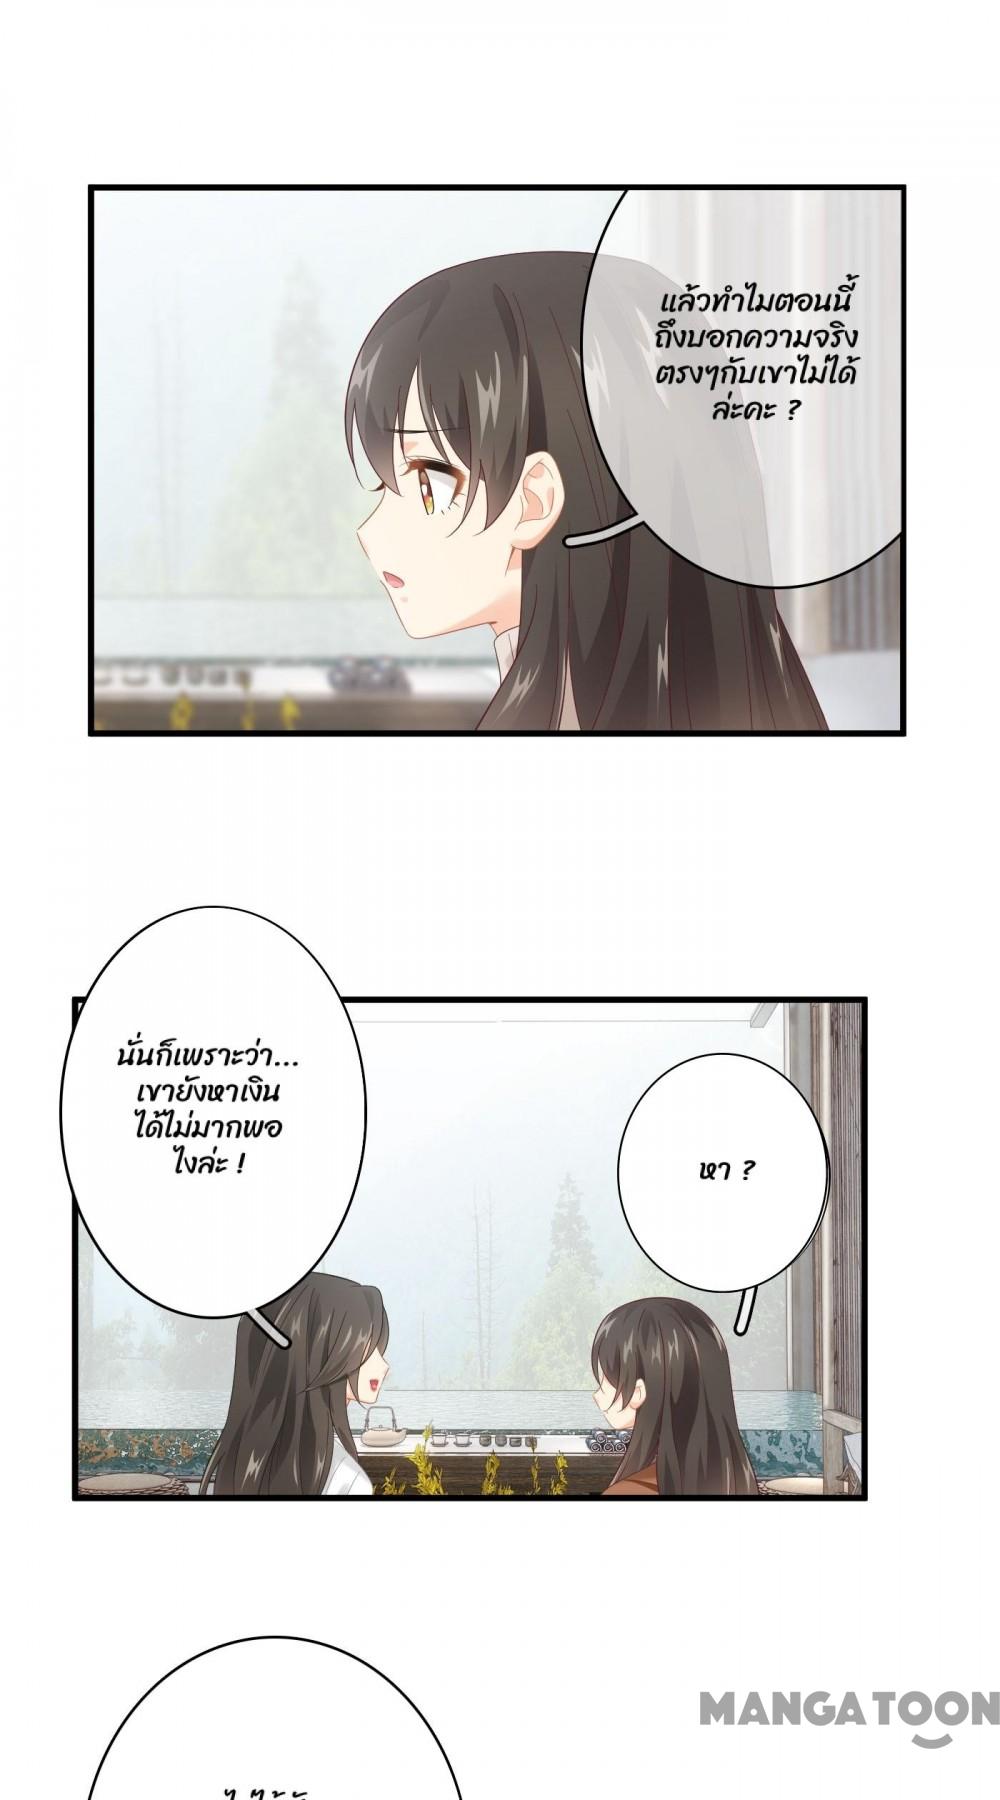 แล้วทำไมตอนนี้
ถึงบอกความจริง
ตรงๆกับเขาไม่ได้
ล่ะคะ ?
นั่นก็เพราะว่า...
เขายังหาเงิน
ได้ไม่มากพอ
ไงล่ะ !
หา ?
MANGATOON